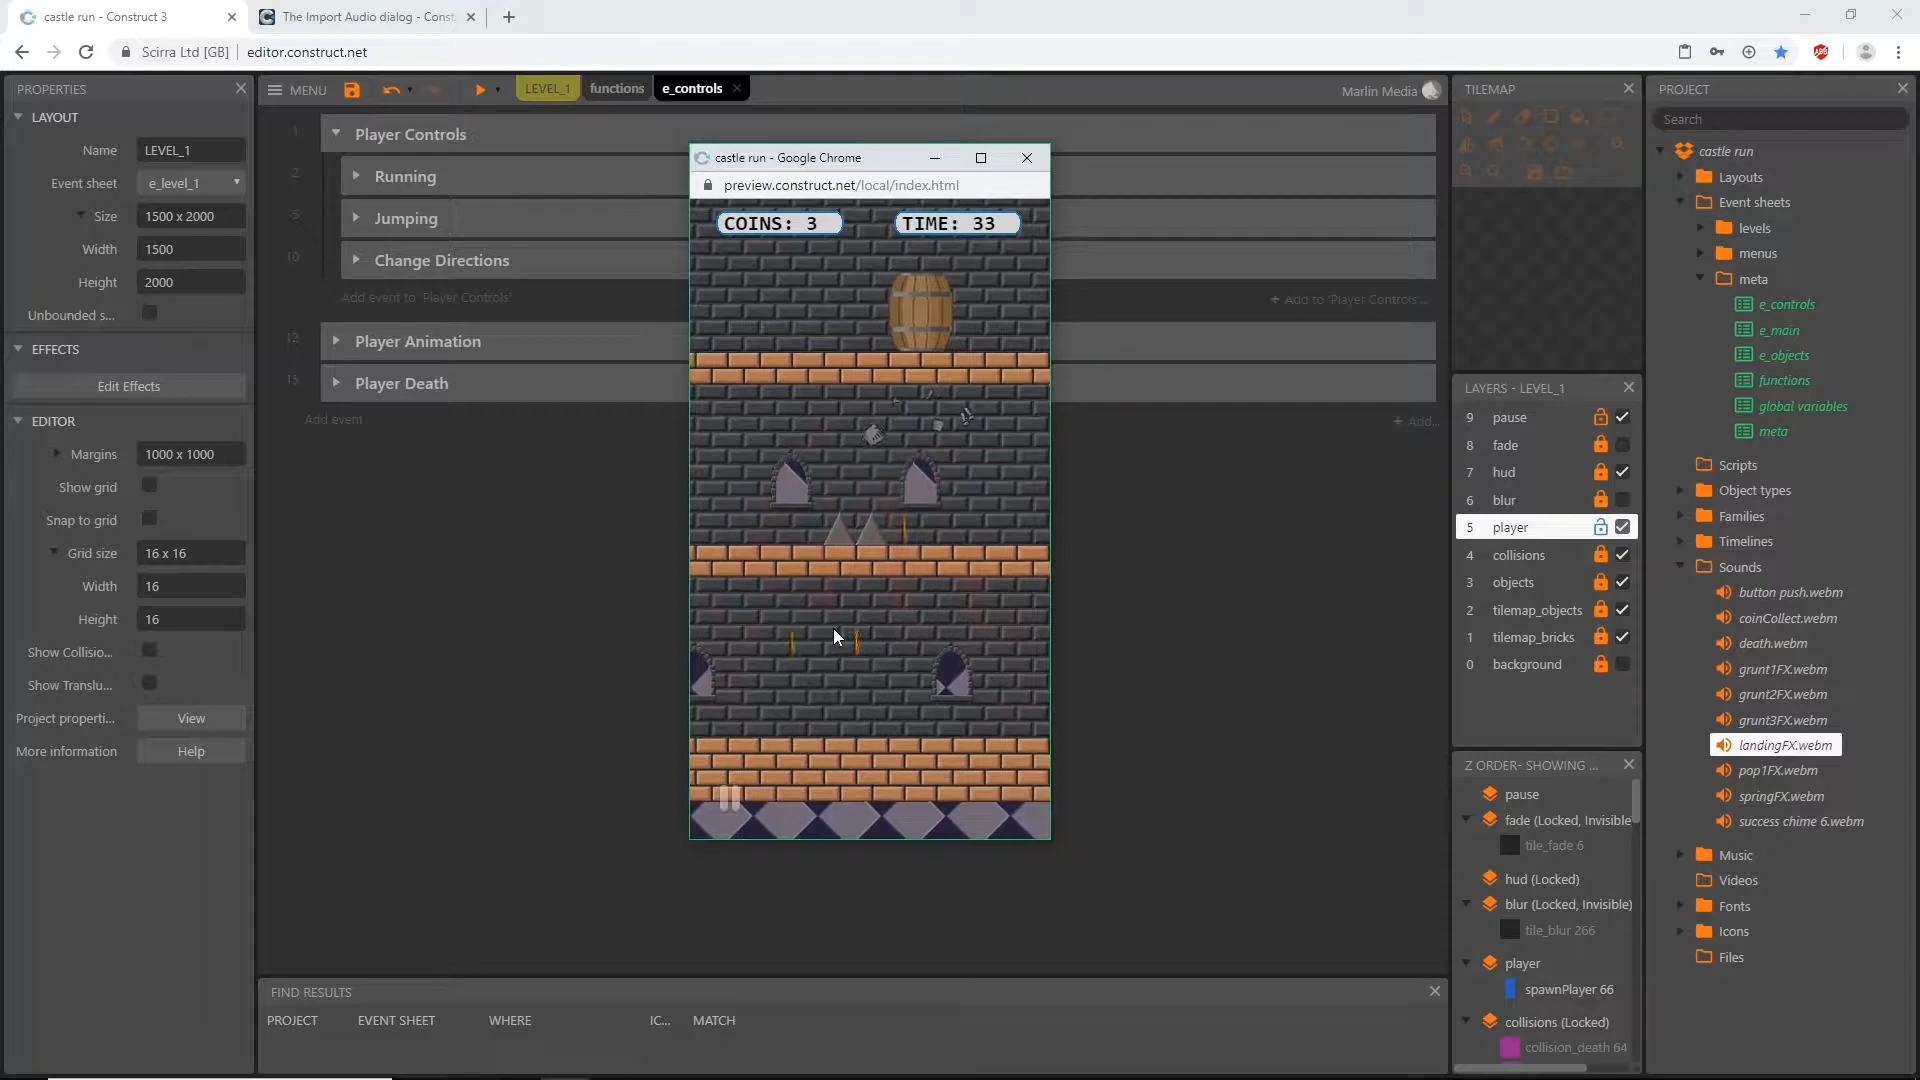 castle run - Construct 3
The Import Audio dialog - Const
Scirra Ltd [GB]
editor.construct.net
PROPERTIES
LAYOUT
Name
LEVEL_1
Event sheet
e_level_1
Size
1500 x 2000
Width
1500
Height
2000
Unbounded s...
EFFECTS
Edit Effects
EDITOR
Margins
1000 x 1000
Show grid
Snap to grid
Grid size
16 x 16
Width
16
Height
16
Show Collisio...
Show Translu...
Project properti...
View
More information
Help
MENU
LEVEL_1
functions
e_controls
Marlin Media
1
Player Controls
2
Running
5
Jumping
10
Change Directions
Add event to 'Player Controls'
Add to 'Player Controls'...
12
Player Animation
15
Player Death
Add event
Add...
castle run - Google Chrome
preview.construct.net/local/index.html
COINS: 3
TIME: 33
FIND RESULTS
PROJECT
EVENT SHEET
WHERE
IC...
MATCH
TILEMAP
LAYERS - LEVEL_1
9 pause
8 fade
7 hud
6 blur
5 player
4 collisions
3 objects
2 tilemap_objects
1 tilemap_bricks
0 background
Z ORDER- SHOWING ...
pause
fade (Locked, Invisible
tile_fade 6
hud (Locked)
blur (Locked, Invisible)
tile_blur 266
player
spawnPlayer 66
collisions (Locked)
collision_death 64
PROJECT
Search
castle run
Layouts
Event sheets
levels
menus
meta
e_controls
e_main
e_objects
functions
global variables
meta
Scripts
Object types
Families
Timelines
Sounds
button push.webm
coinCollect.webm
death.webm
grunt1FX.webm
grunt2FX.webm
grunt3FX.webm
landingFX.webm
pop1FX.webm
springFX.webm
success chime 6.webm
Music
Videos
Fonts
Icons
Files